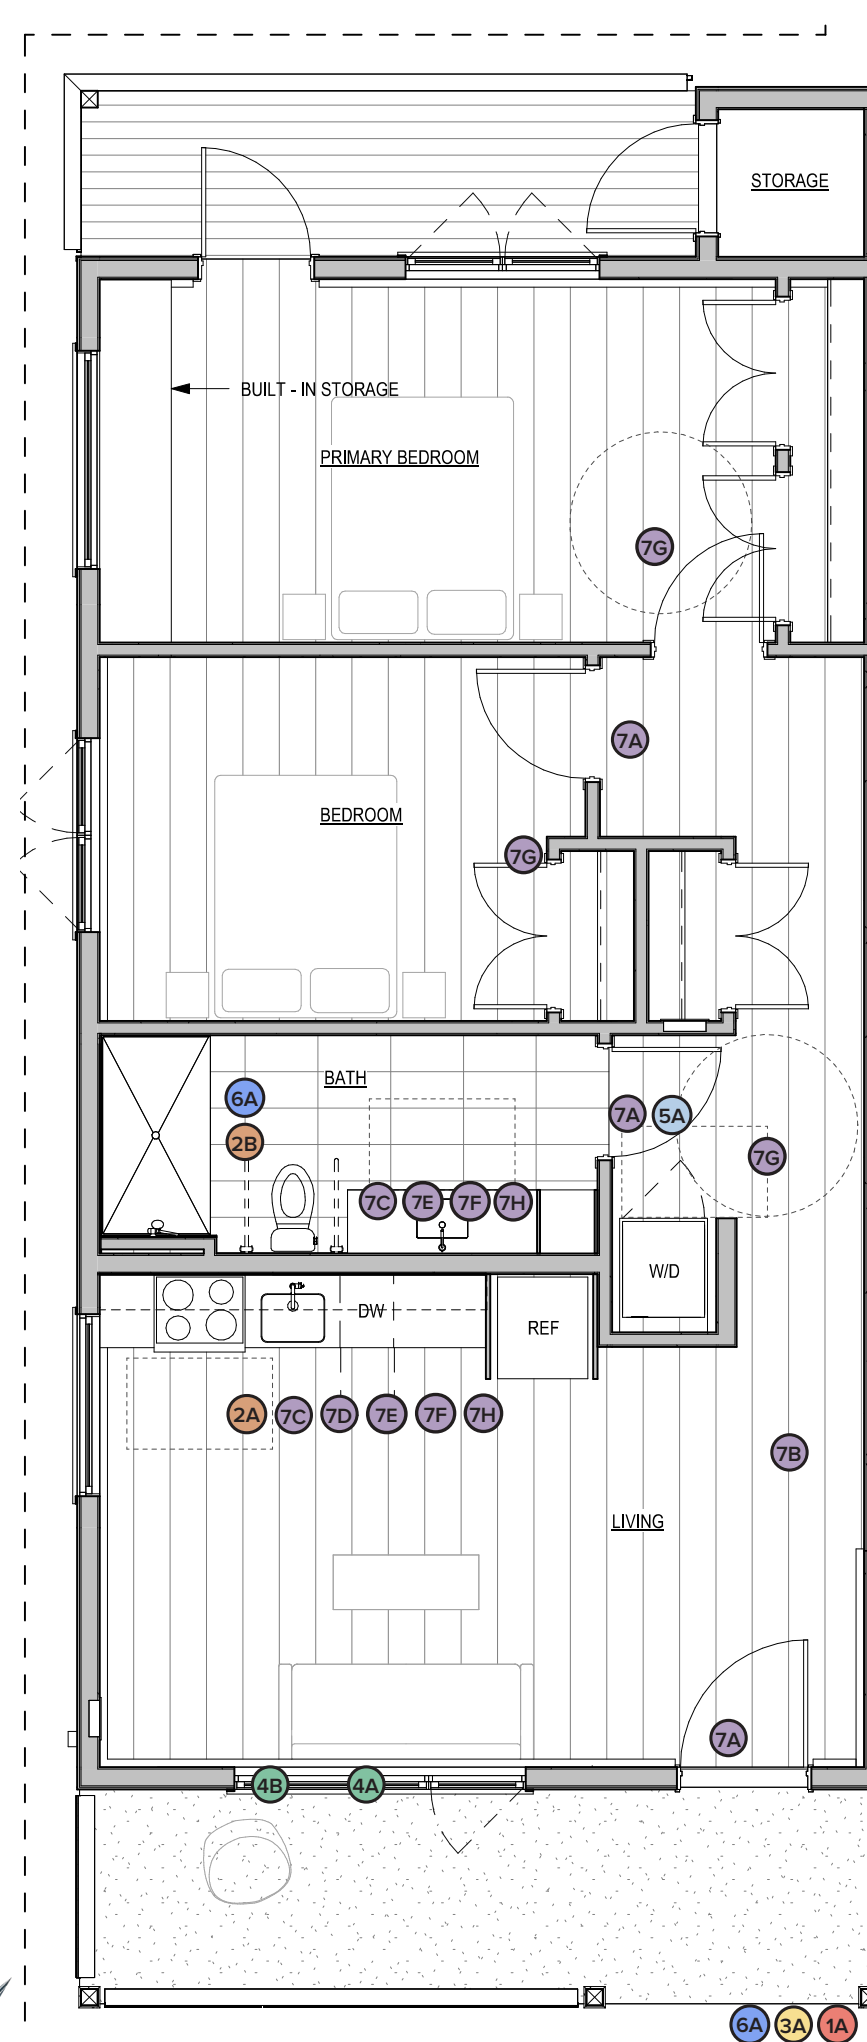 STORAGE
BUILT - IN STORAGE
PRIMARY BEDROOM
7G
7A
BEDROOM
7G
BATH
6A
7A 5A
2B
7G
7C 7E 7F 7H
W/D
DW
REF
2A 7C 7D 7E 7F 7H
7B
LIVING
7A
4B 4A
6A 3A 1A